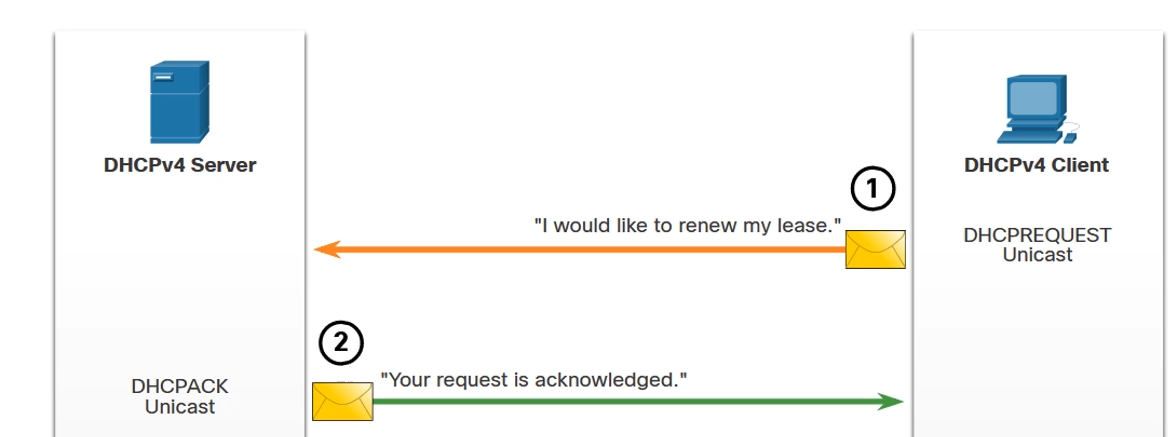 DHCPv4 Server
DHCPv4 Client
1
"I would like to renew my lease."
DHCPREQUEST
Unicast
2
"Your request is acknowledged."
DHCPACK
Unicast